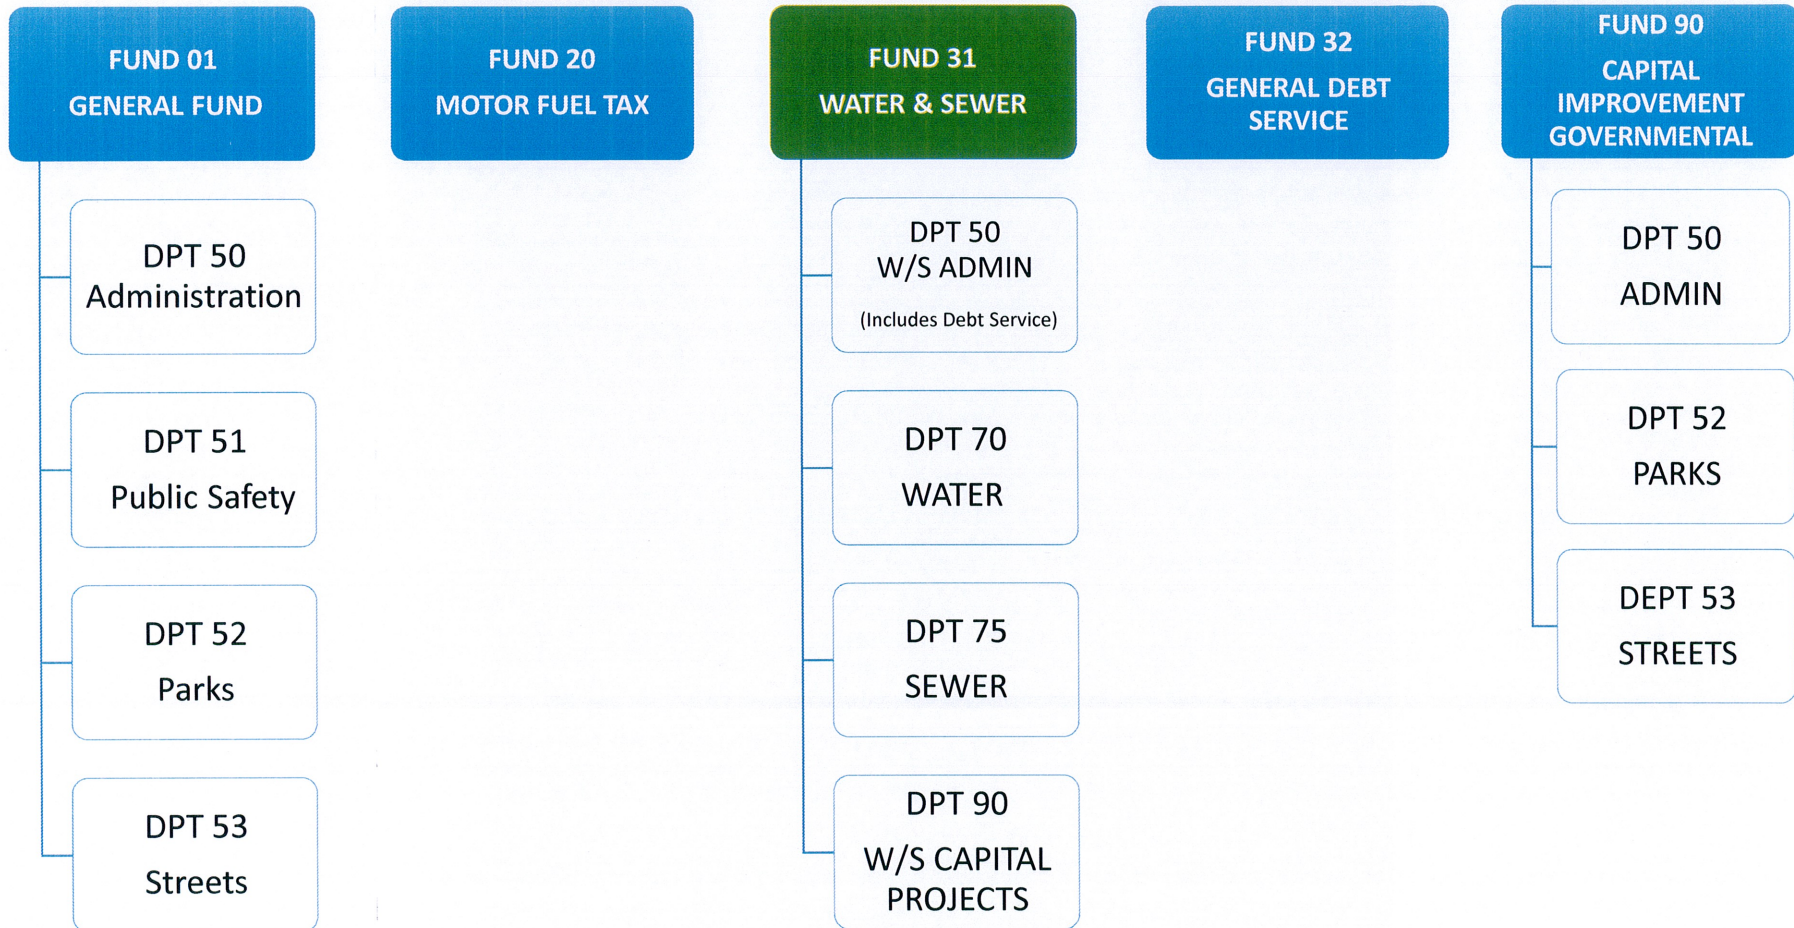 FUND 01
GENERAL FUND
DPT 50
Administration
DPT 51
Public Safety
DPT 52
Parks
DPT 53
Streets
FUND 20
MOTOR FUEL TAX
FUND 31
WATER & SEWER
DPT 50
W/S ADMIN
(Includes Debt Service)
DPT 70
WATER
DPT 75
SEWER
DPT 90
W/S CAPITAL
PROJECTS
FUND 32
GENERAL DEBT
SERVICE
FUND 90
CAPITAL
IMPROVEMENT
GOVERNMENTAL
DPT 50
ADMIN
DPT 52
PARKS
DEPT 53
STREETS